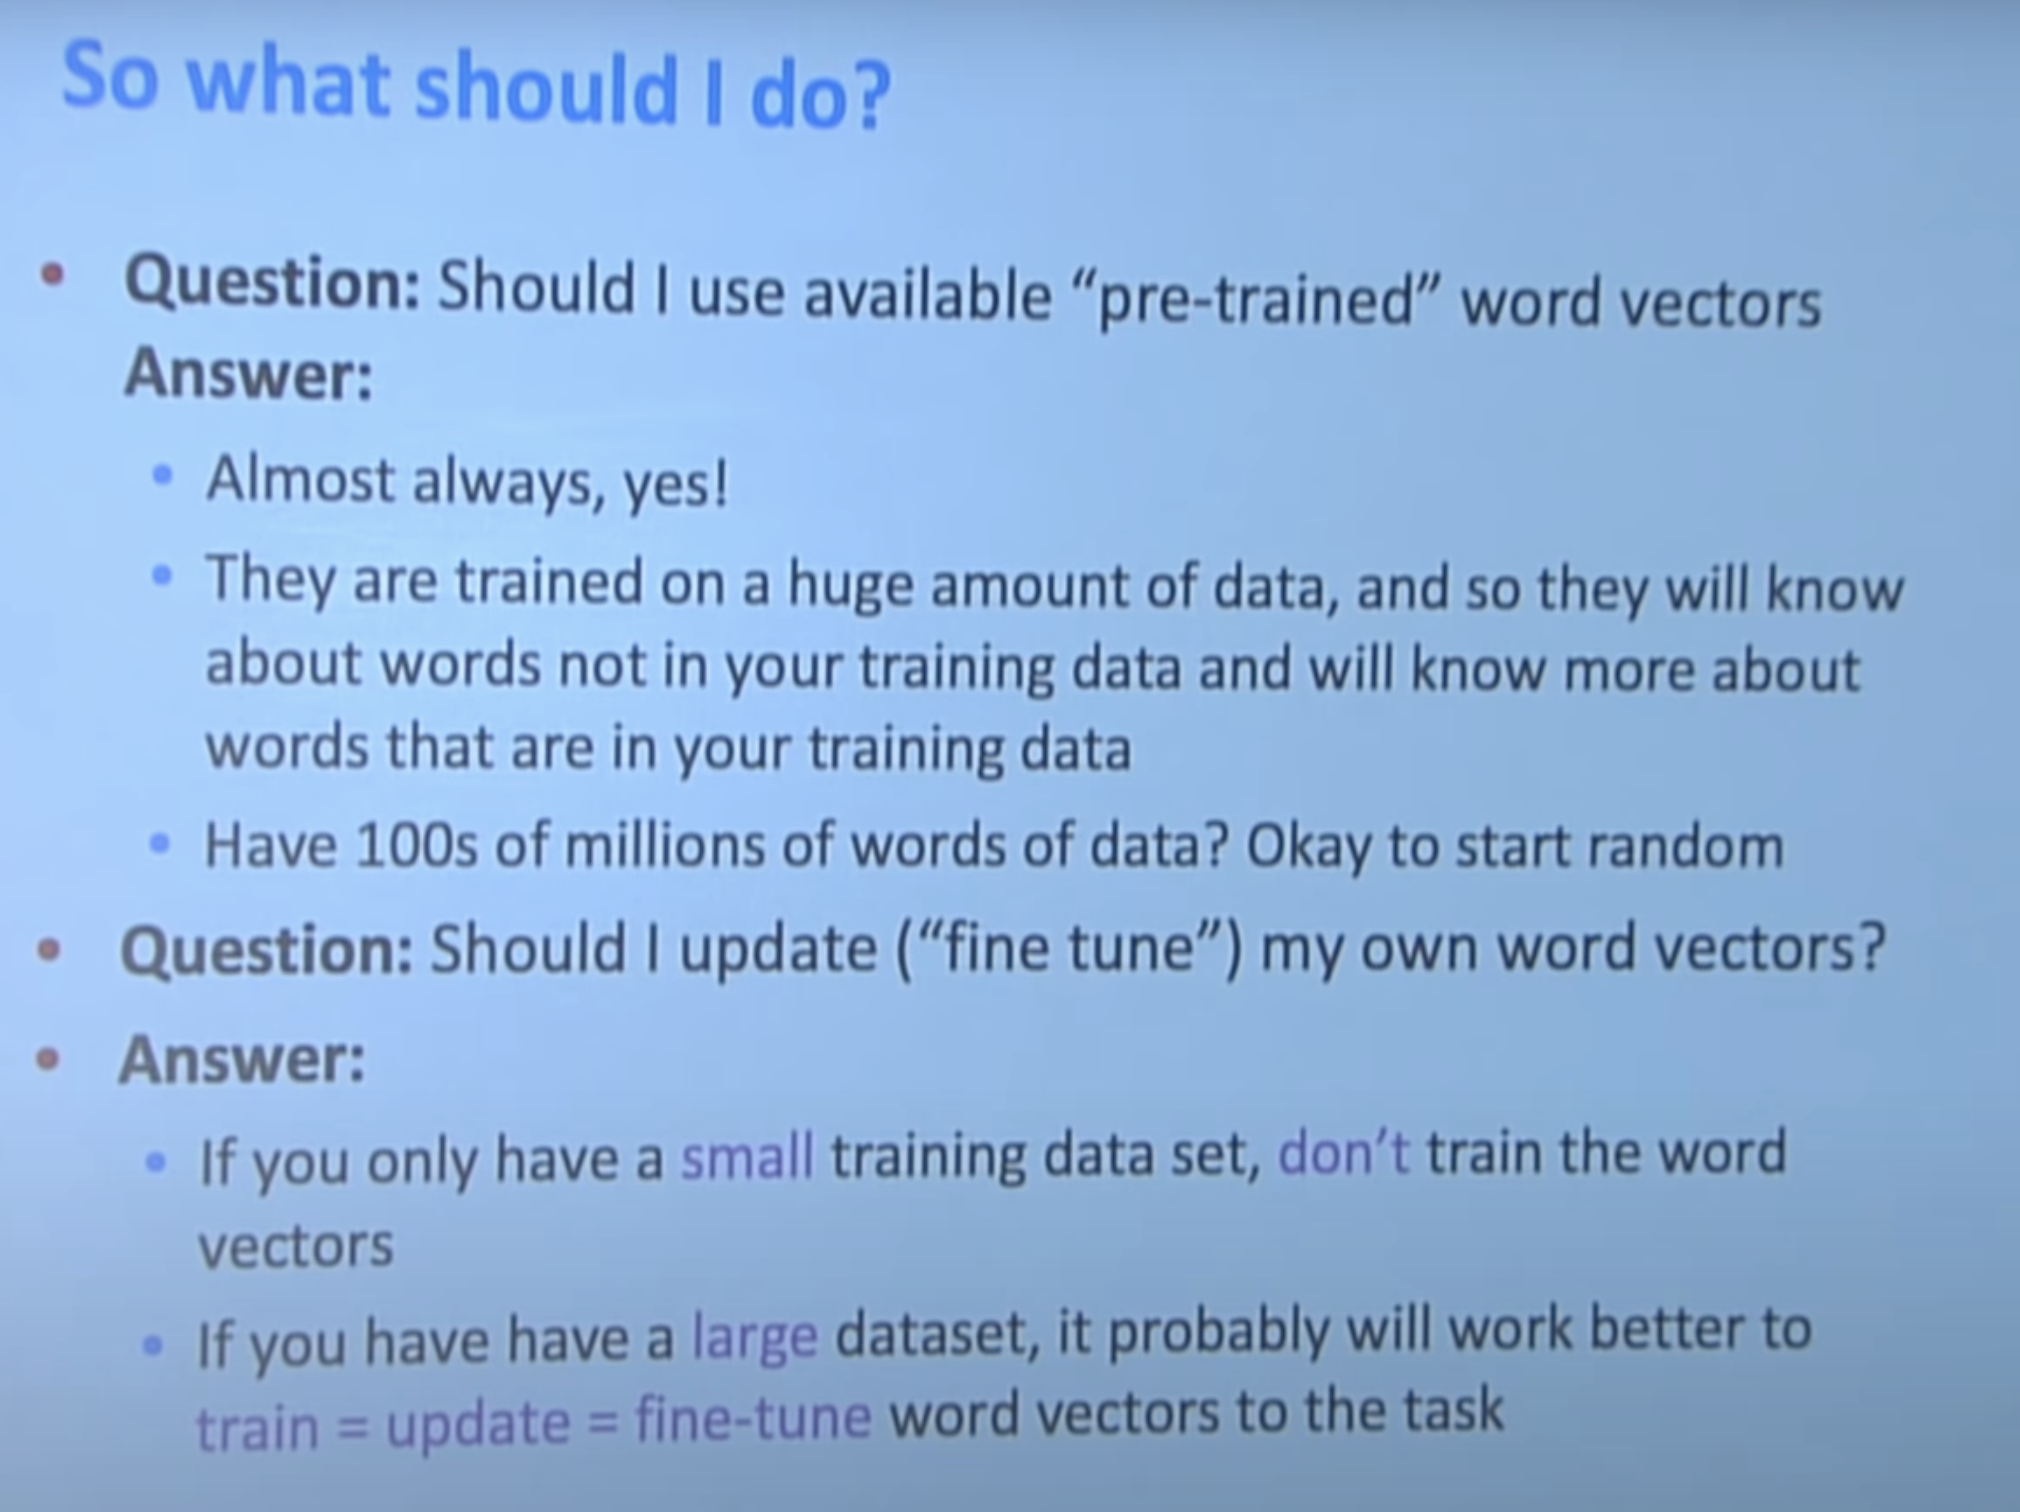 So what should I do?
• Question: Should I use available “pre-trained” word vectors
Answer:
• Almost always, yes!
• They are trained on a huge amount of data, and so they will know
about words not in your training data and will know more about
words that are in your training data
• Have 100s of millions of words of data? Okay to start random
• Question: Should I update (“fine tune”) my own word vectors?
• Answer:
• If you only have a small training data set, don’t train the word
vectors
• If you have have a large dataset, it probably will work better to
train = update = fine-tune word vectors to the task